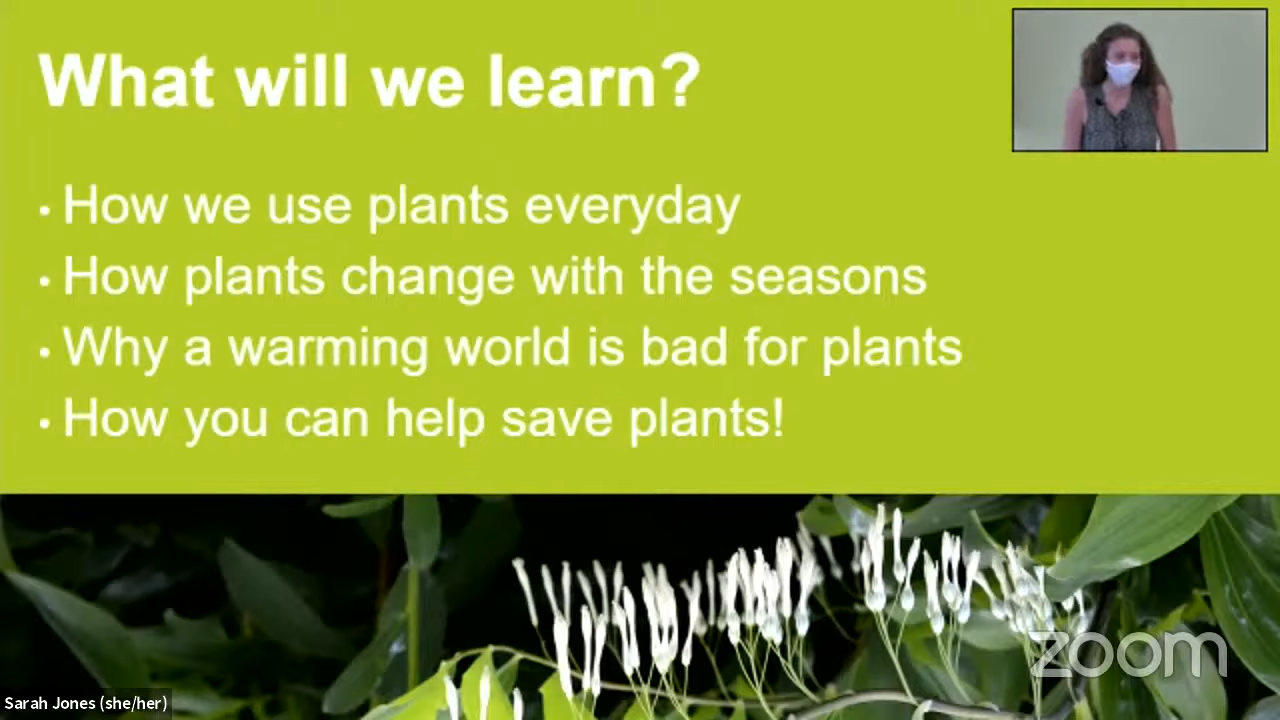 What will we learn?
• How we use plants everyday
• How plants change with the seasons
• Why a warming world is bad for plants
• How you can help save plants!
zoom
Sarah Jones (she/her)